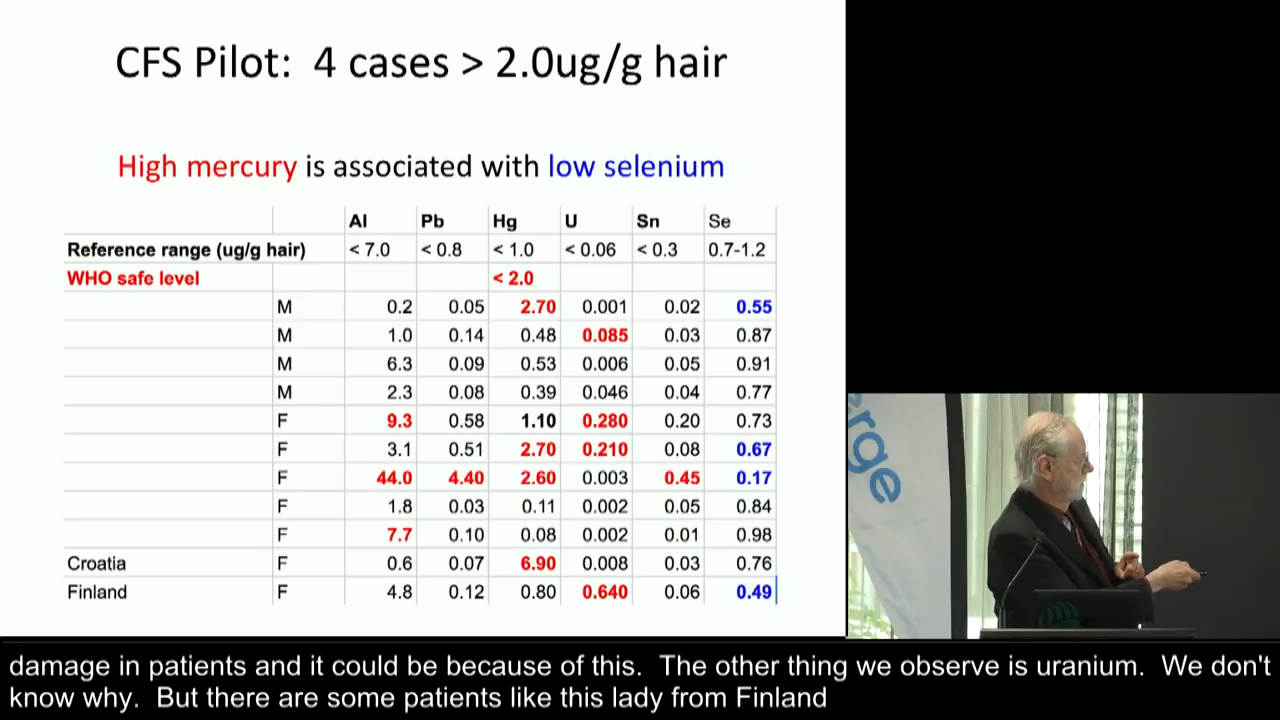 CFS Pilot: 4 cases > 2.0ug/g hair
High mercury is associated with low selenium
Al Pb Hg U Sn Se
Reference range (ug/g hair) < 7.0 < 0.8 < 1.0 < 0.06 < 0.3 0.7-1.2
WHO safe level < 2.0
M 0.2 0.05 2.70 0.001 0.02 0.55
M 1.0 0.14 0.48 0.085 0.03 0.87
M 6.3 0.09 0.53 0.006 0.05 0.91
M 2.3 0.08 0.39 0.046 0.04 0.77
F 9.3 0.58 1.10 0.280 0.20 0.73
F 3.1 0.51 2.70 0.210 0.08 0.67
F 44.0 4.40 2.60 0.003 0.45 0.17
F 1.8 0.03 0.11 0.002 0.05 0.84
F 7.7 0.10 0.08 0.002 0.01 0.98
Croatia F 0.6 0.07 6.90 0.008 0.03 0.76
Finland F 4.8 0.12 0.80 0.640 0.06 0.49
erge
damage in patients and it could be because of this. The other thing we observe is uranium. We don't
know why. But there are some patients like this lady from Finland